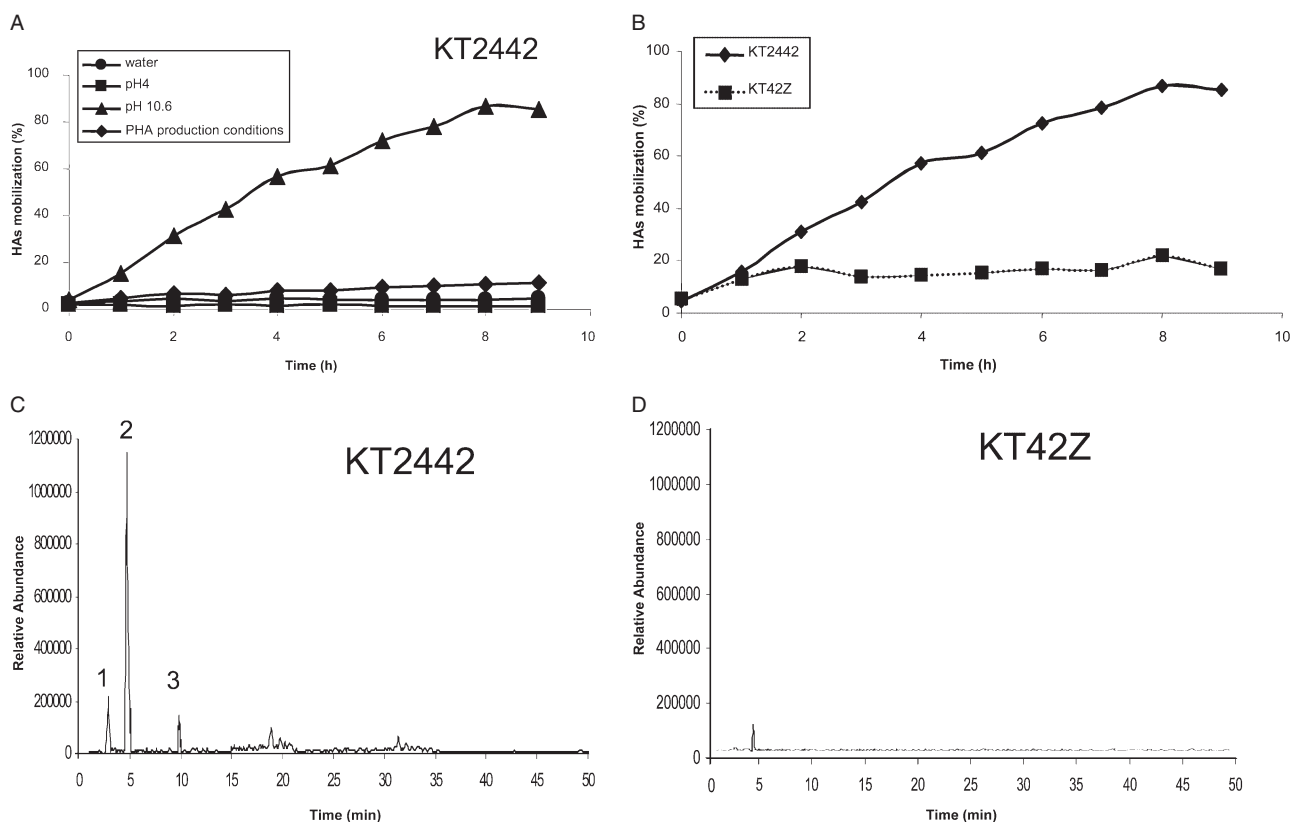 A
KT2442
water
pH4
pH 10.6
PHA production conditions
100
80
60
40
20
0
HAs mobilization (%)
0 2 4 6 8 10
Time (h)
B
KT2442
KT42Z
100
80
60
40
20
0
HAs mobilization (%)
0 2 4 6 8 10
Time (h)
C
KT2442
1200000
1000000
800000
600000
400000
200000
0
Relative Abundance
1
2
3
0 5 10 15 20 25 30 35 40 45 50
Time (min)
D
KT42Z
1200000
1000000
800000
600000
400000
200000
0
Relative Abundance
0 5 10 15 20 25 30 35 40 45 50
Time (min)